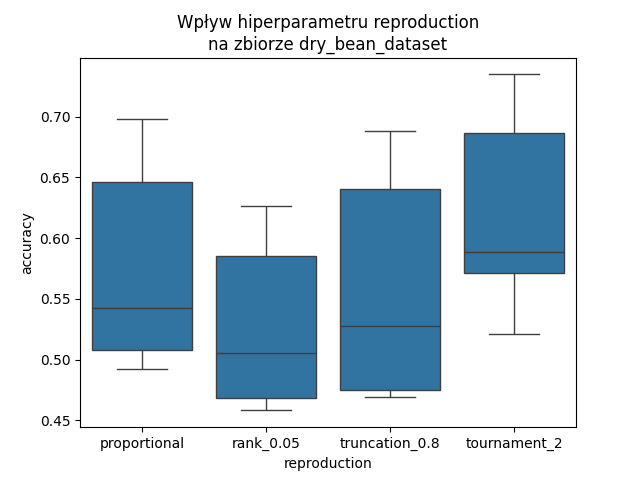 Wpływ hiperparametru reproduction
na zbiorze dry_bean_dataset
accuracy
0.70
0.65
0.60
0.55
0.50
0.45
proportional rank_0.05 truncation_0.8 tournament_2
reproduction